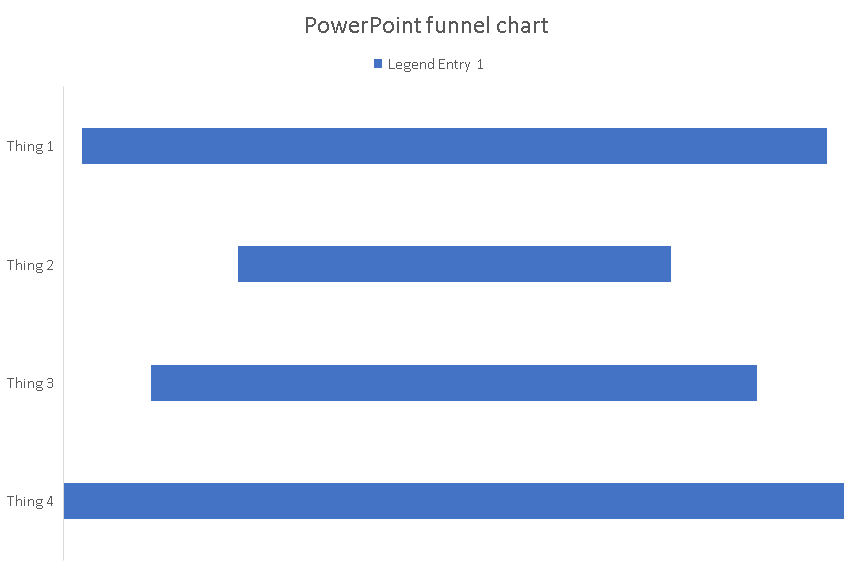 PowerPoint funnel chart
Legend Entry 1
Thing 1
Thing 2
Thing 3
Thing 4